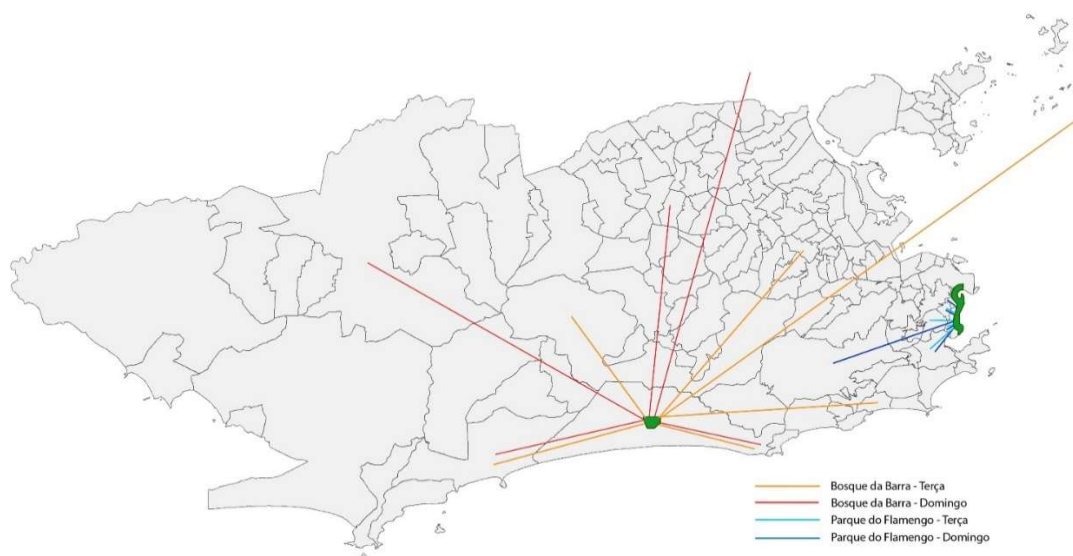 Bosque da Barra - Terça
Bosque da Barra - Domingo
Parque do Flamengo - Terça
Parque do Flamengo - Domingo